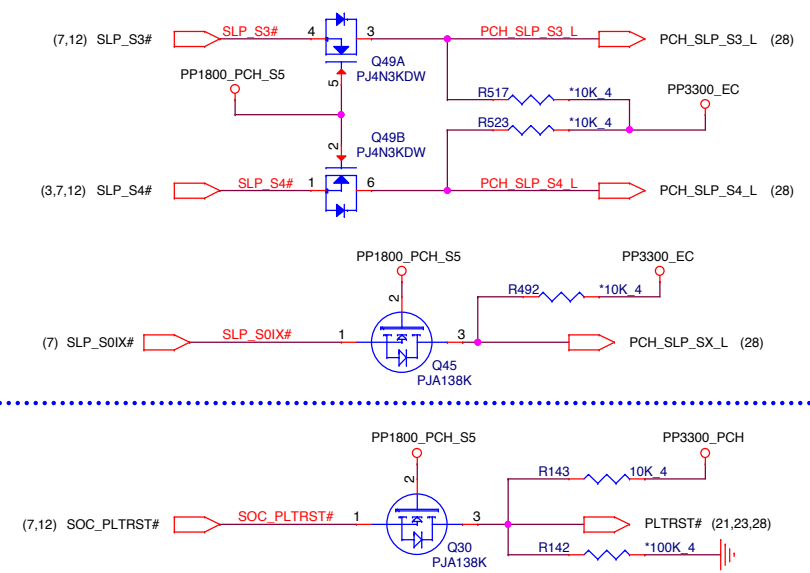 (7,12) SLP_S3# SLP_S3# 4 3 PCH_SLP_S3_L PCH_SLP_S3_L (28)
Q49A
PJ4N3KDW
PP1800_PCH_S5
5
R517 *10K_4
PP3300_EC
R523 *10K_4
Q49B
PJ4N3KDW
2
(3,7,12) SLP_S4# SLP_S4# 1 6 PCH_SLP_S4_L PCH_SLP_S4_L (28)
PP1800_PCH_S5
PP3300_EC
2
R492 *10K_4
(7) SLP_S0IX# SLP_S0IX# 1 3 PCH_SLP_SX_L (28)
Q45
PJA138K
PP1800_PCH_S5
PP3300_PCH
2
R143 10K_4
(7,12) SOC_PLTRST# SOC_PLTRST# 1 3 PLTRST# (21,23,28)
Q30
PJA138K
R142 *100K_4